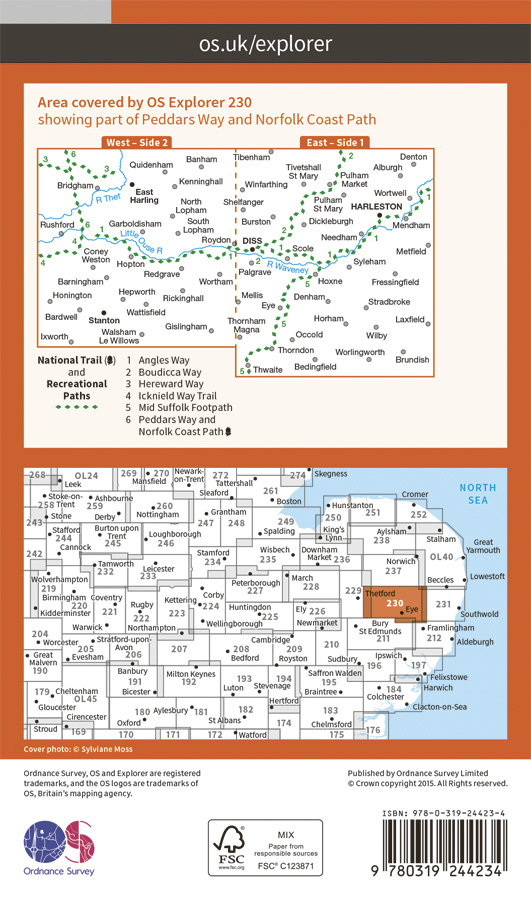 os.uk/explorer
Area covered by OS Explorer 230
showing part of Peddars Way and Norfolk Coast Path
West – Side 2
East – Side 1
3
6
3
Quidenham
Banham
Tibenham
2
Denton
Tivetshall
St Mary
Alburgh
Bridgham
Kenninghall
Winfarthing
Pulham
Market
R Thet
East
Harling
Wortwell
1
North
Lopham
Shelfanger
Pulham
St Mary
HARLESTON
Rushford
6
Garboldisham
South
Lopham
Burston
Dickleburgh
1
Mendham
4
1
Little Ouse R
Roydon
DISS
2
Needham
1
4
Coney
Weston
Hopton
1
Scole
1
Metfield
Redgrave
2
R Waveney
Syleham
Palgrave
Barningham
Wortham
5
Hoxne
Fressingfield
Honington
Hepworth
Rickinghall
Mellis
Denham
Stradbroke
Eye
Bardwell
Wattisfield
Stanton
Thornham
Magna
Horham
Laxfield
Gislingham
5
Ixworth
Walsham
Le Willows
Occold
Wilby
Thorndon
Worlingworth
Brundish
5
Thwaite
Bedingfield
National Trail ( )
and
Recreational
Paths
1 Angles Way
2 Boudicca Way
3 Hereward Way
4 Icknield Way Trail
5 Mid Suffolk Footpath
6 Peddars Way and
Norfolk Coast Path
268
OL24
269
270
Newark-
on-Trent
272
274
Skegness
Leek
Mansfield
Tattershall
NORTH
SEA
Stoke-on-
Trent
258
Ashbourne
259
Sleaford
261
Boston
Hunstanton
Cromer
Stone
260
250
251
252
243
Derby
Nottingham
Grantham
249
Stafford
244
Burton upon
Trent
245
247
248
Spalding
King's
Lynn
Aylsham
238
Stalham
Loughborough
246
Great
Yarmouth
242
Cannock
Stamford
234
Wisbech
235
Downham
Market
236
Norwich
237
OL40
Tamworth
232
Leicester
233
Wolverhampton
219
Peterborough
227
March
228
Beccles
Lowestoft
Birmingham
220
Coventry
221
Corby
224
229
Thetford
230
231
Kidderminster
Rugby
222
Kettering
223
Huntingdon
225
Ely
226
Eye
Southwold
Warwick
Northampton
Wellingborough
Newmarket
Bury
St Edmunds
211
Framlingham
212
204
Worcester
205
Stratford-upon-
Avon
206
207
208
Bedford
Cambridge
209
Royston
210
Aldeburgh
Great
Malvern
190
Evesham
Sudbury
196
Ipswich
197
Banbury
191
Milton Keynes
192
Saffron Walden
195
Felixstowe
193
194
179
Cheltenham
OL45
Bicester
Luton
Stevenage
Braintree
184
Colchester
Harwich
Gloucester
180
Aylesbury
181
182
Hertford
183
Clacton-on-Sea
Cirencester
Oxford
St Albans
174
Chelmsford
Stroud
169
170
171
172
Watford
175
176
Cover photo: © Sylviane Moss
Ordnance Survey, OS and Explorer are registered
trademarks, and the OS logos are trademarks of
OS, Britain's mapping agency.
Published by Ordnance Survey Limited
© Crown copyright 2015. All Rights reserved.
ISBN: 978-0-319-24423-4
OS
Ordnance Survey
FSC
www.fsc.org
MIX
Paper from
responsible sources
FSC® C123871
9 780319 244234